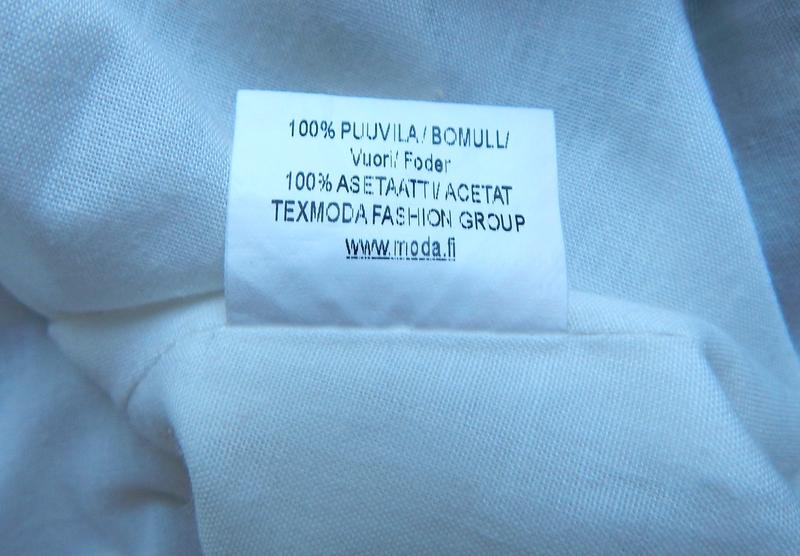 100% PUUVILA/ BOMULL/
Vuori/ Foder
100% ASETAATTI/ ACETAT
TEXMODA FASHION GROUP
www.moda.fi